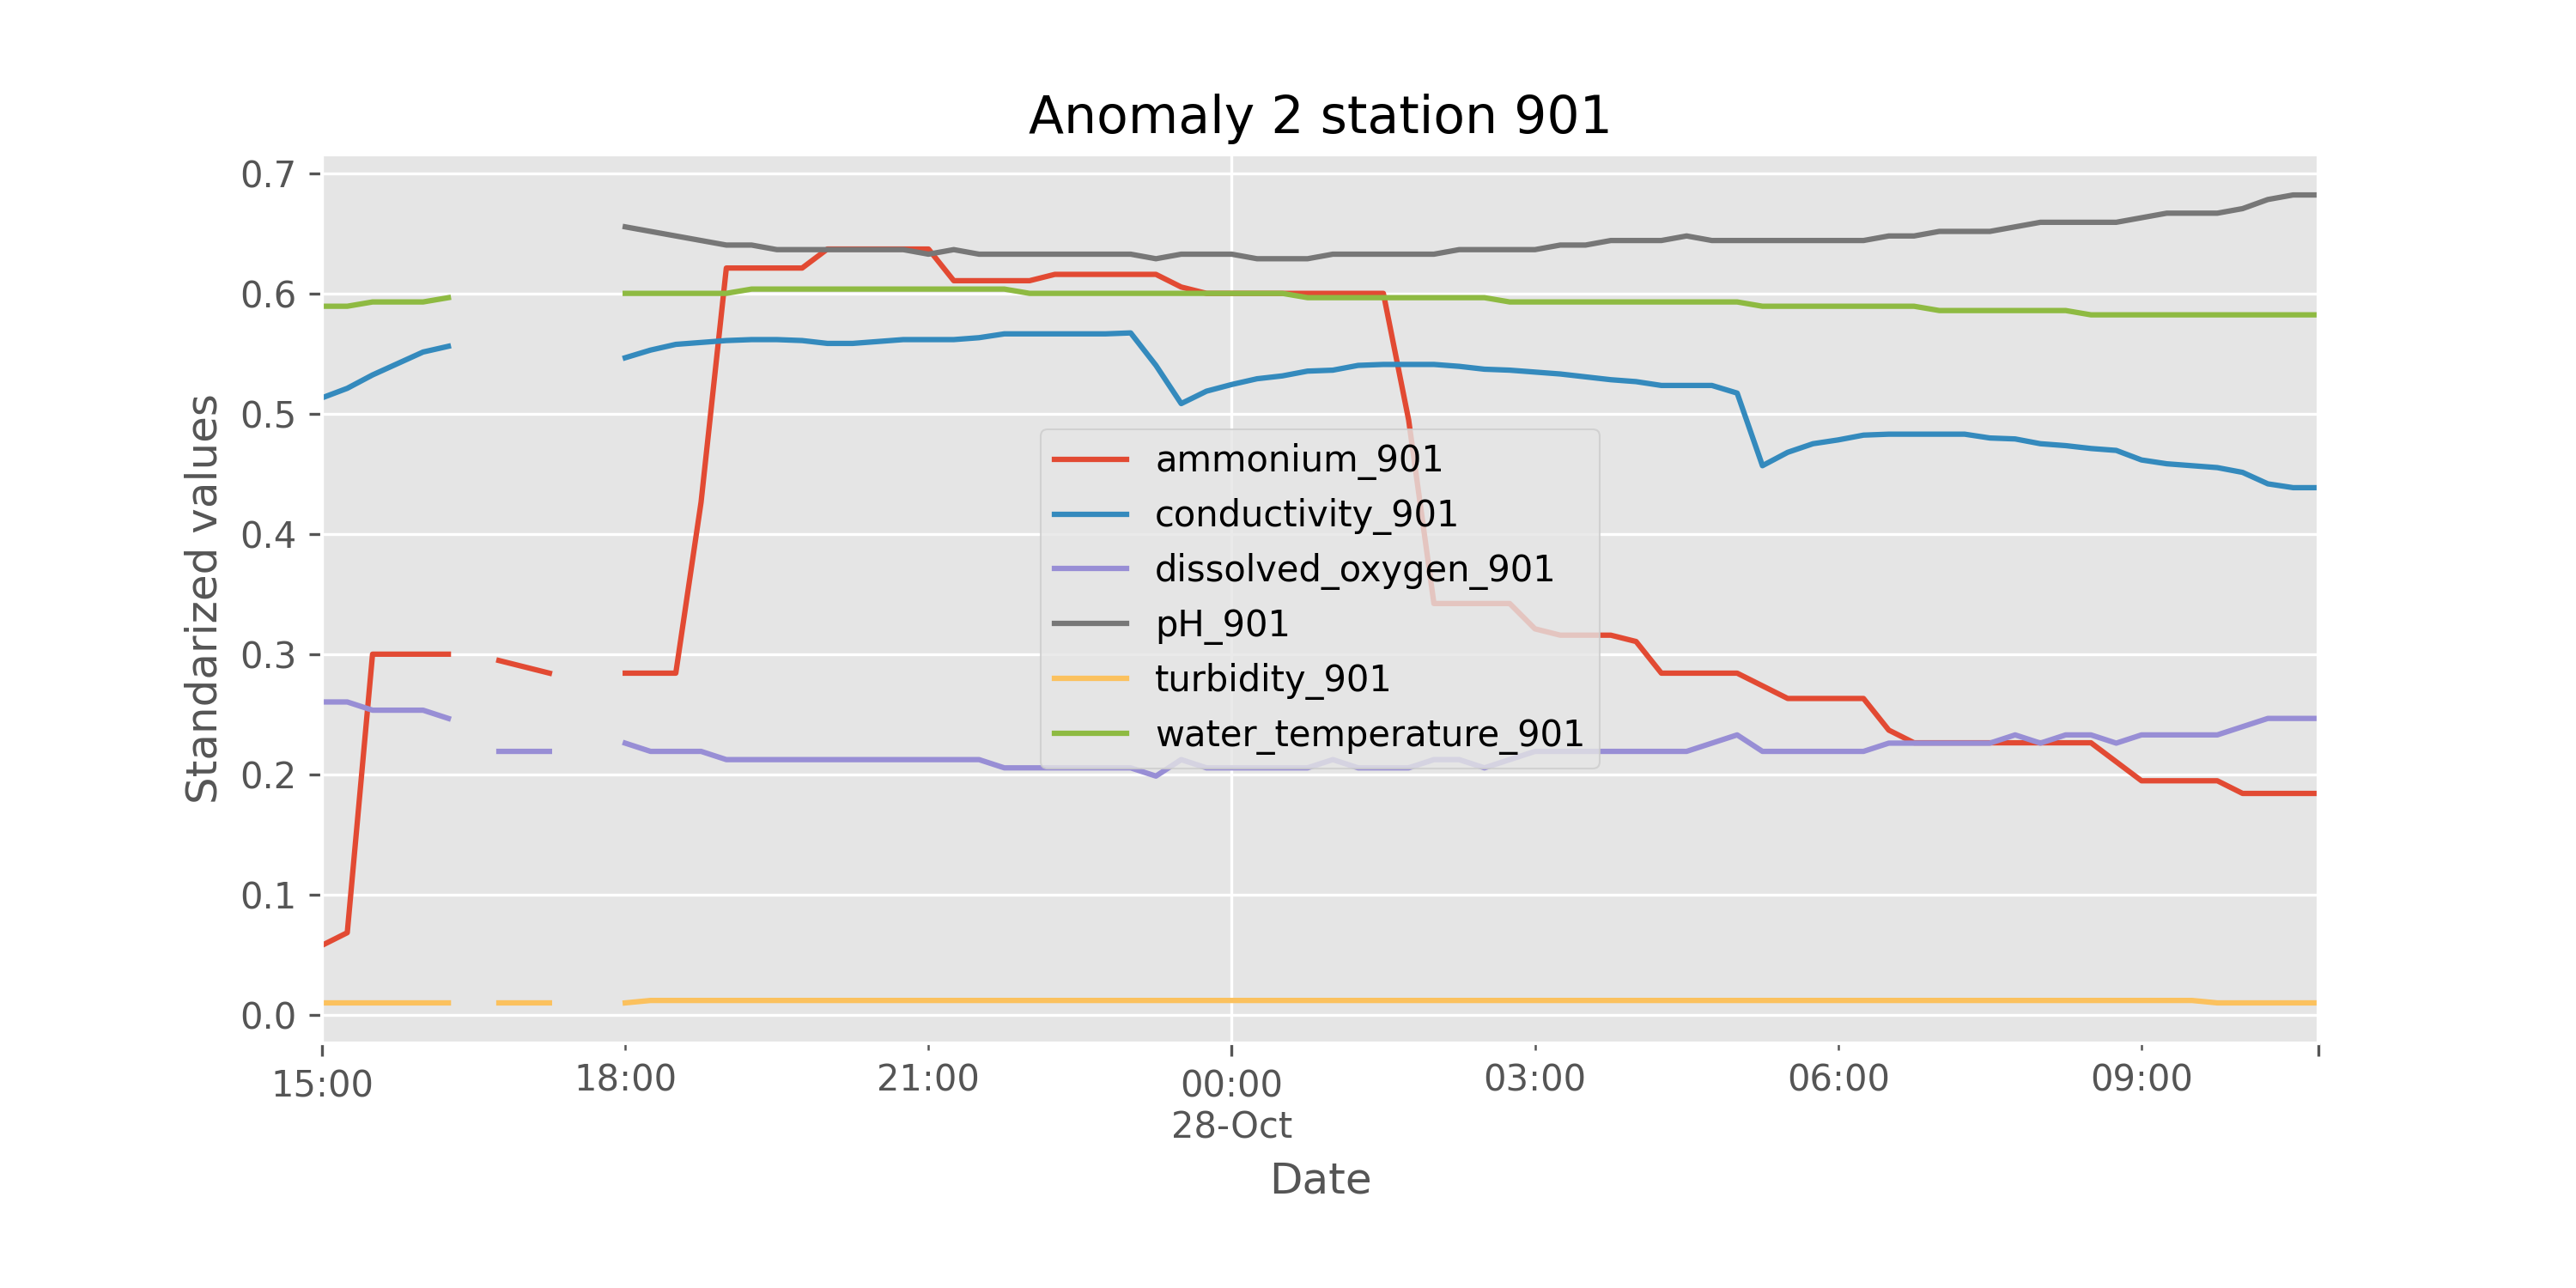 Anomaly 2 station 901
Standarized values
0.7
0.6
0.5
0.4
0.3
0.2
0.1
0.0
ammonium_901
conductivity_901
dissolved_oxygen_901
pH_901
turbidity_901
water_temperature_901
15:00 18:00 21:00 00:00 03:00 06:00 09:00
28-Oct
Date